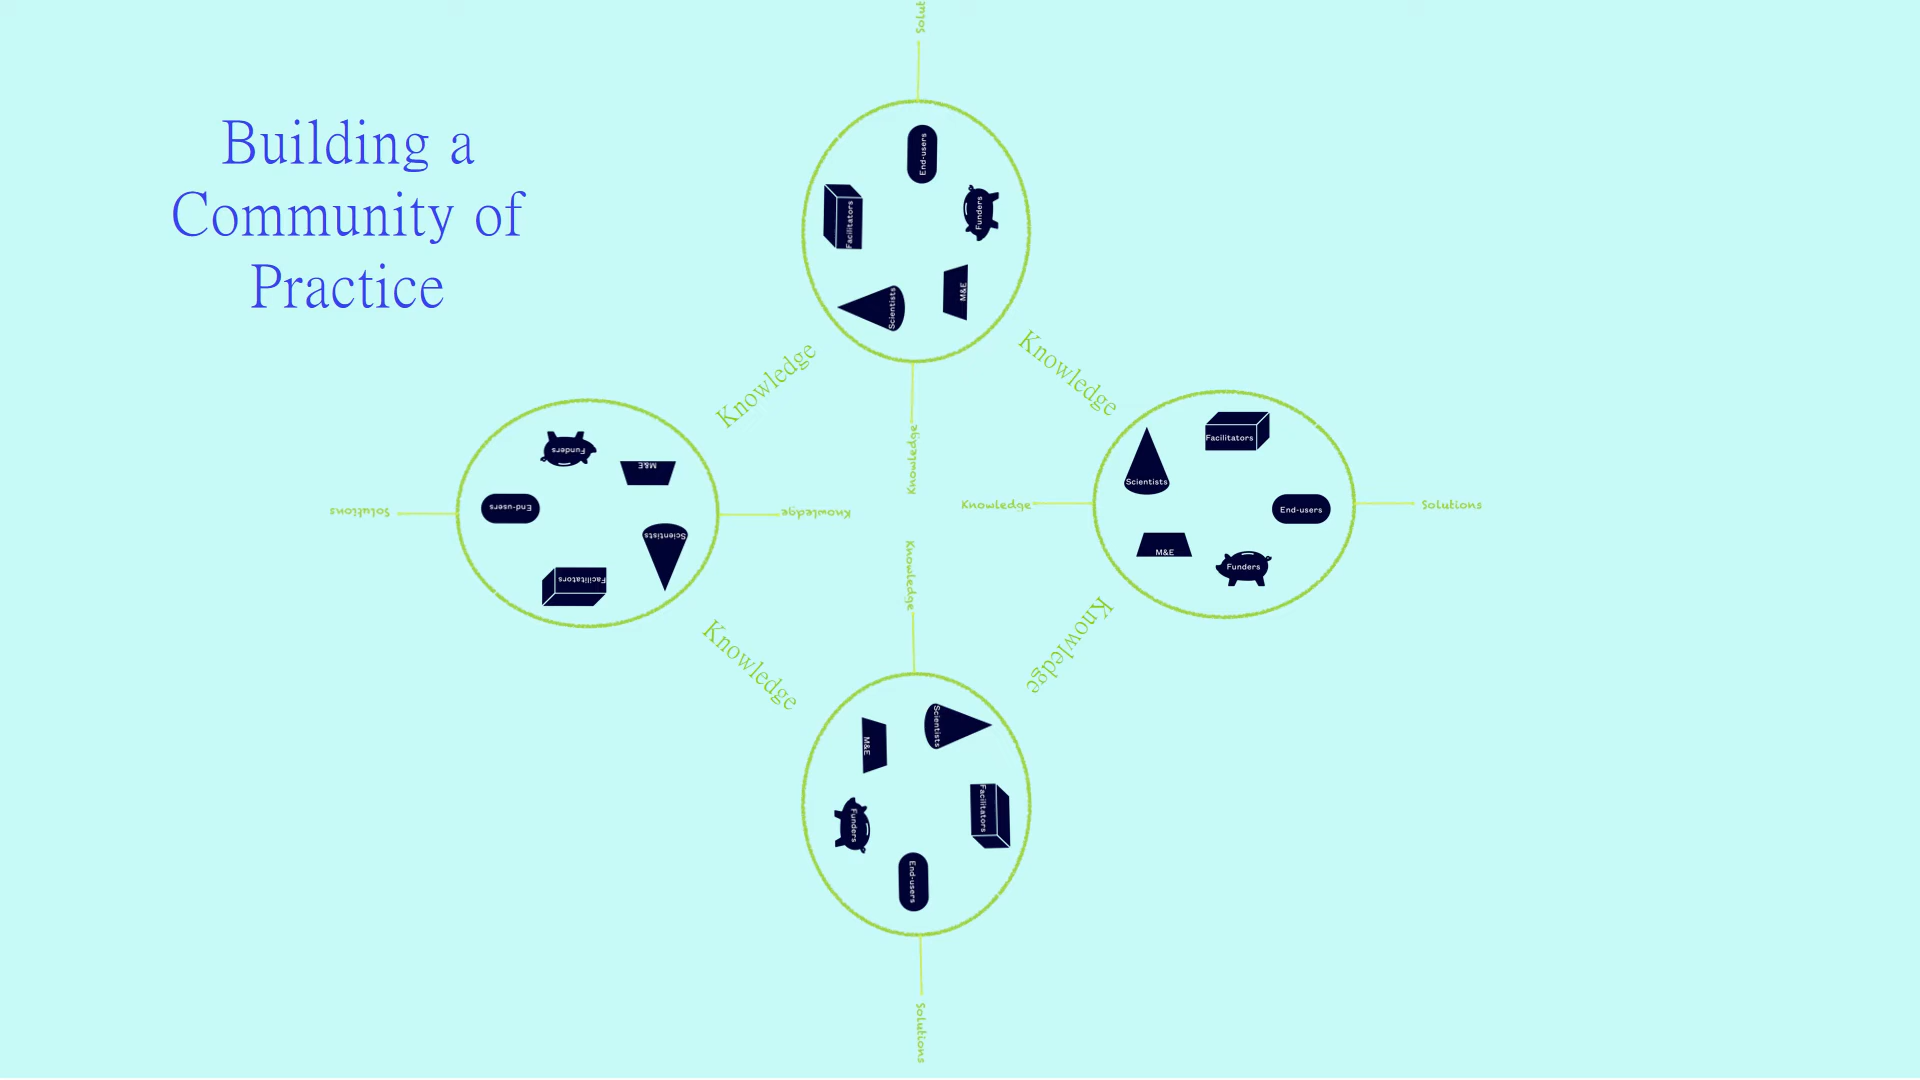 Building a
Community of
Practice
Solut
End-users
Facilitators
Funders
M&E
Scientists
Knowledge
Knowledge
Knowledge
Funders
M&E
End-users
Scientists
Facilitators
Solutions
Knowledge
Facilitators
Scientists
End-users
M&E
Funders
Knowledge
Solutions
Knowledge
Knowledge
Knowledge
Scientists
M&E
Facilitators
Funders
End-users
Solutions